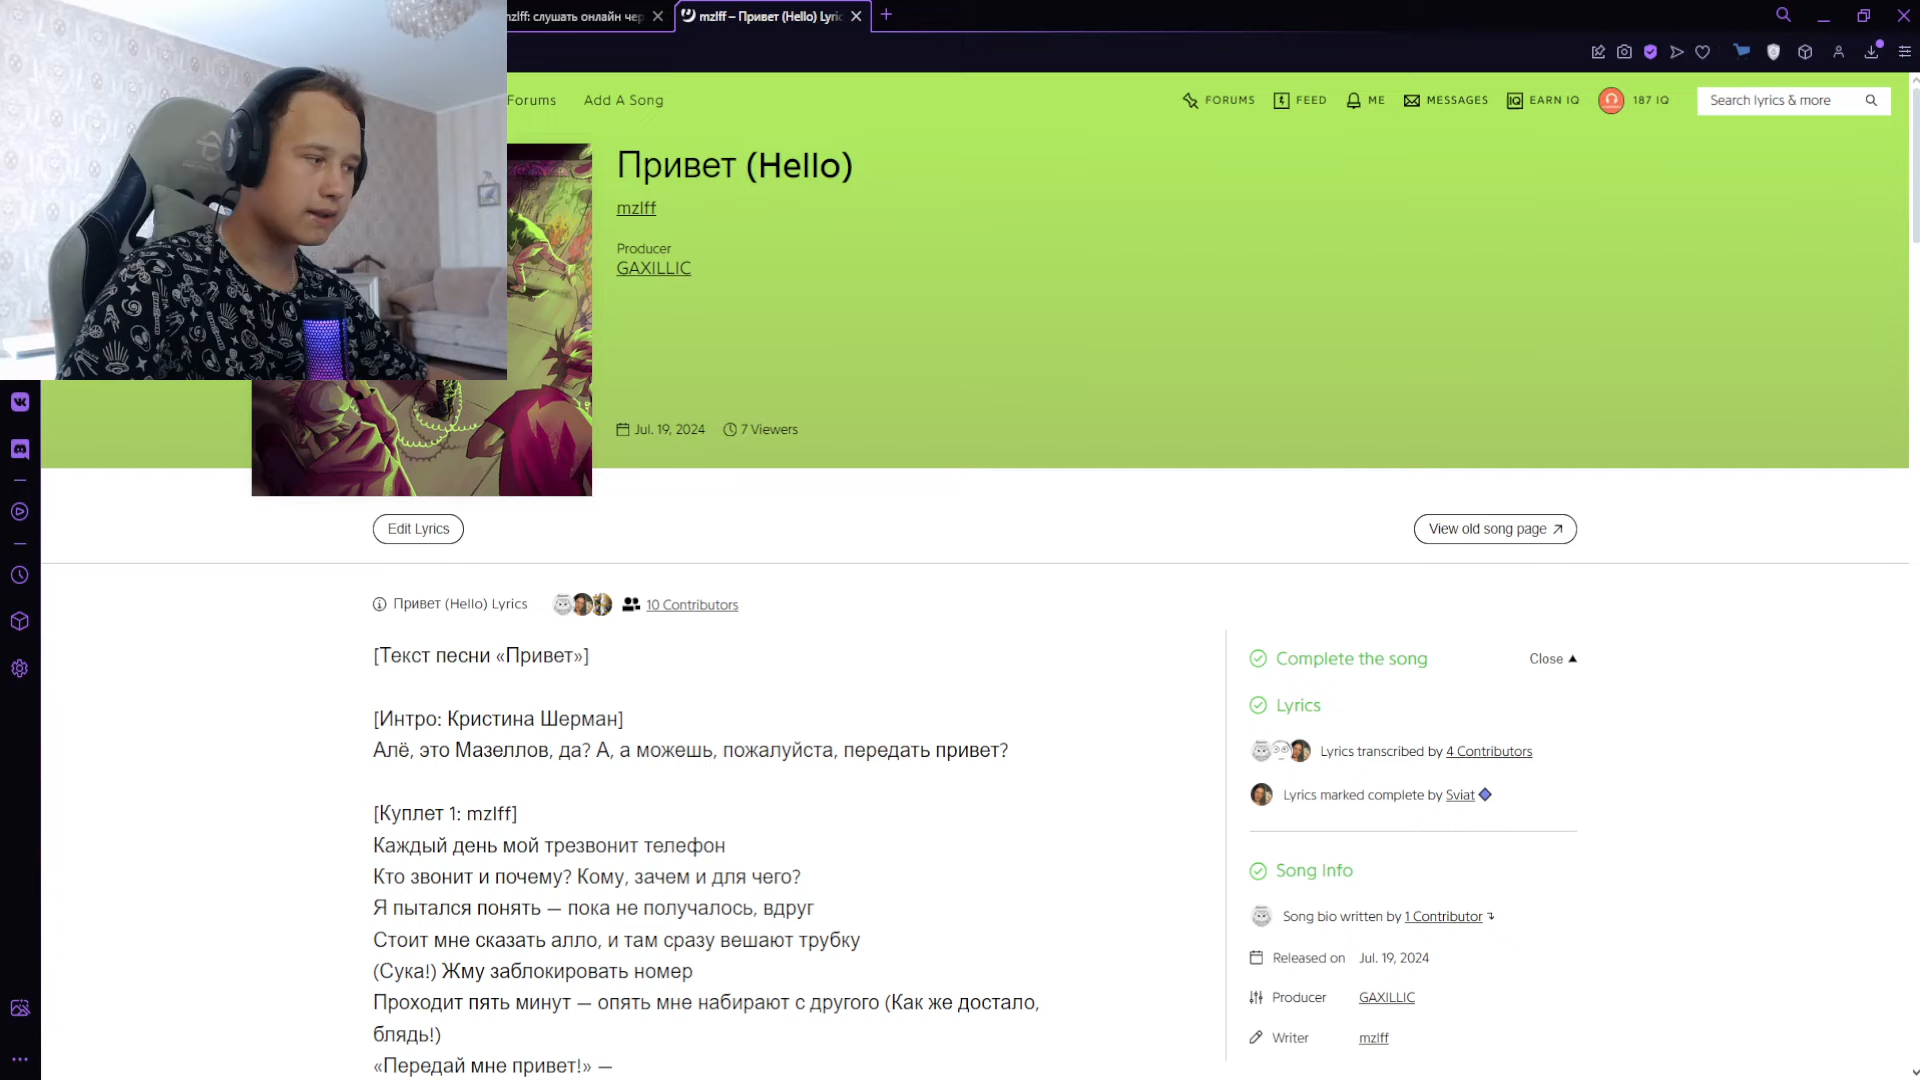 mzlff: слушать онлайн чер
mzlff – Привет (Hello) Lyric
Forums
Add A Song
FORUMS
FEED
ME
MESSAGES
EARN IQ
187 IQ
Search lyrics & more
Привет (Hello)
mzlff
Producer
GAXILLIC
Jul. 19, 2024
7 Viewers
Edit Lyrics
View old song page
Привет (Hello) Lyrics
10 Contributors
[Текст песни «Привет»]
[Интро: Кристина Шерман]
Алё, это Мазеллов, да? А, а можешь, пожалуйста, передать привет?
[Куплет 1: mzlff]
Каждый день мой трезвонит телефон
Кто звонит и почему? Кому, зачем и для чего?
Я пытался понять — пока не получалось, вдруг
Стоит мне сказать алло, и там сразу вешают трубку
(Сука!) Жму заблокировать номер
Проходит пять минут — опять мне набирают с другого (Как же достало,
блядь!)
«Передай мне привет!» —
Complete the song
Close
Lyrics
Lyrics transcribed by 4 Contributors
Lyrics marked complete by Sviat
Song Info
Song bio written by 1 Contributor
Released on Jul. 19, 2024
Producer GAXILLIC
Writer mzlff